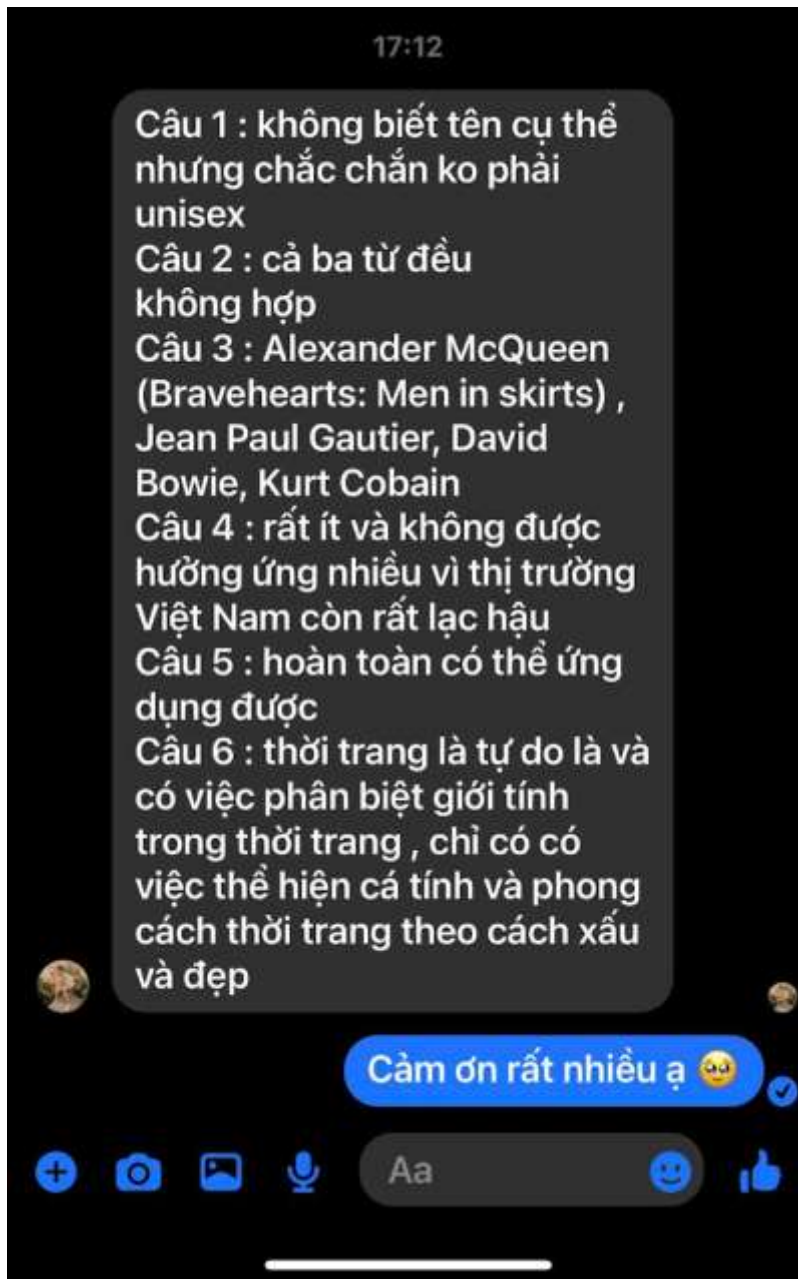 17:12
Câu 1 : không biết tên cụ thể
nhưng chắc chắn ko phải
unisex
Câu 2 : cả ba từ đều
không hợp
Câu 3 : Alexander McQueen
(Bravehearts: Men in skirts) ,
Jean Paul Gautier, David
Bowie, Kurt Cobain
Câu 4 : rất ít và không được
hưởng ứng nhiều vì thị trường
Việt Nam còn rất lạc hậu
Câu 5 : hoàn toàn có thể ứng
dụng được
Câu 6 : thời trang là tự do là và
có việc phân biệt giới tính
trong thời trang , chỉ có có
việc thể hiện cá tính và phong
cách thời trang theo cách xấu
và đẹp
Cảm ơn rất nhiều ạ 🥹
Aa